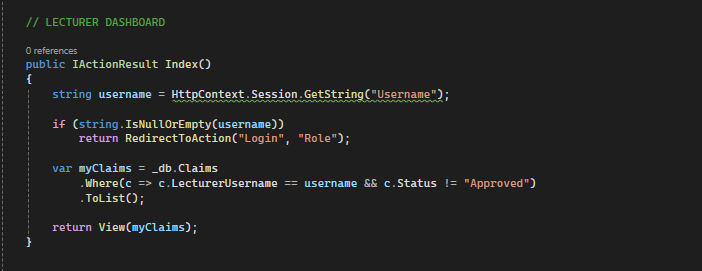 // LECTURER DASHBOARD
0 references
public IActionResult Index()
{
string username = HttpContext.Session.GetString("Username");
if (string.IsNullOrEmpty(username))
return RedirectToAction("Login", "Role");
var myClaims = _db.Claims
.Where(c => c.LecturerUsername == username && c.Status != "Approved")
.ToList();
return View(myClaims);
}